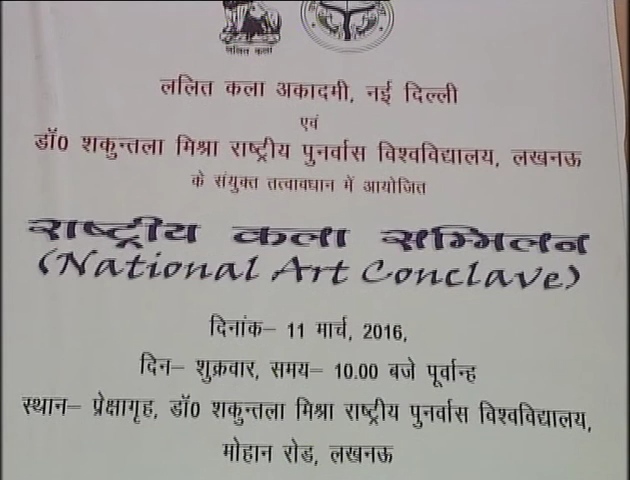 ललित कला
ललित कला अकादमी, नई दिल्ली
एवं
डॉ0 शकुन्तला मिश्रा राष्ट्रीय पुनर्वास विश्वविद्यालय, लखनऊ
के संयुक्त तत्वावधान में आयोजित
राष्ट्रीय कला सम्मिलन
(National Art Conclave)
दिनांक– 11 मार्च, 2016,
दिन– शुक्रवार, समय– 10.00 बजे पूर्वान्ह
स्थान– प्रेक्षागृह, डॉ0 शकुन्तला मिश्रा राष्ट्रीय पुनर्वास विश्वविद्यालय,
मोहान रोड, लखनऊ